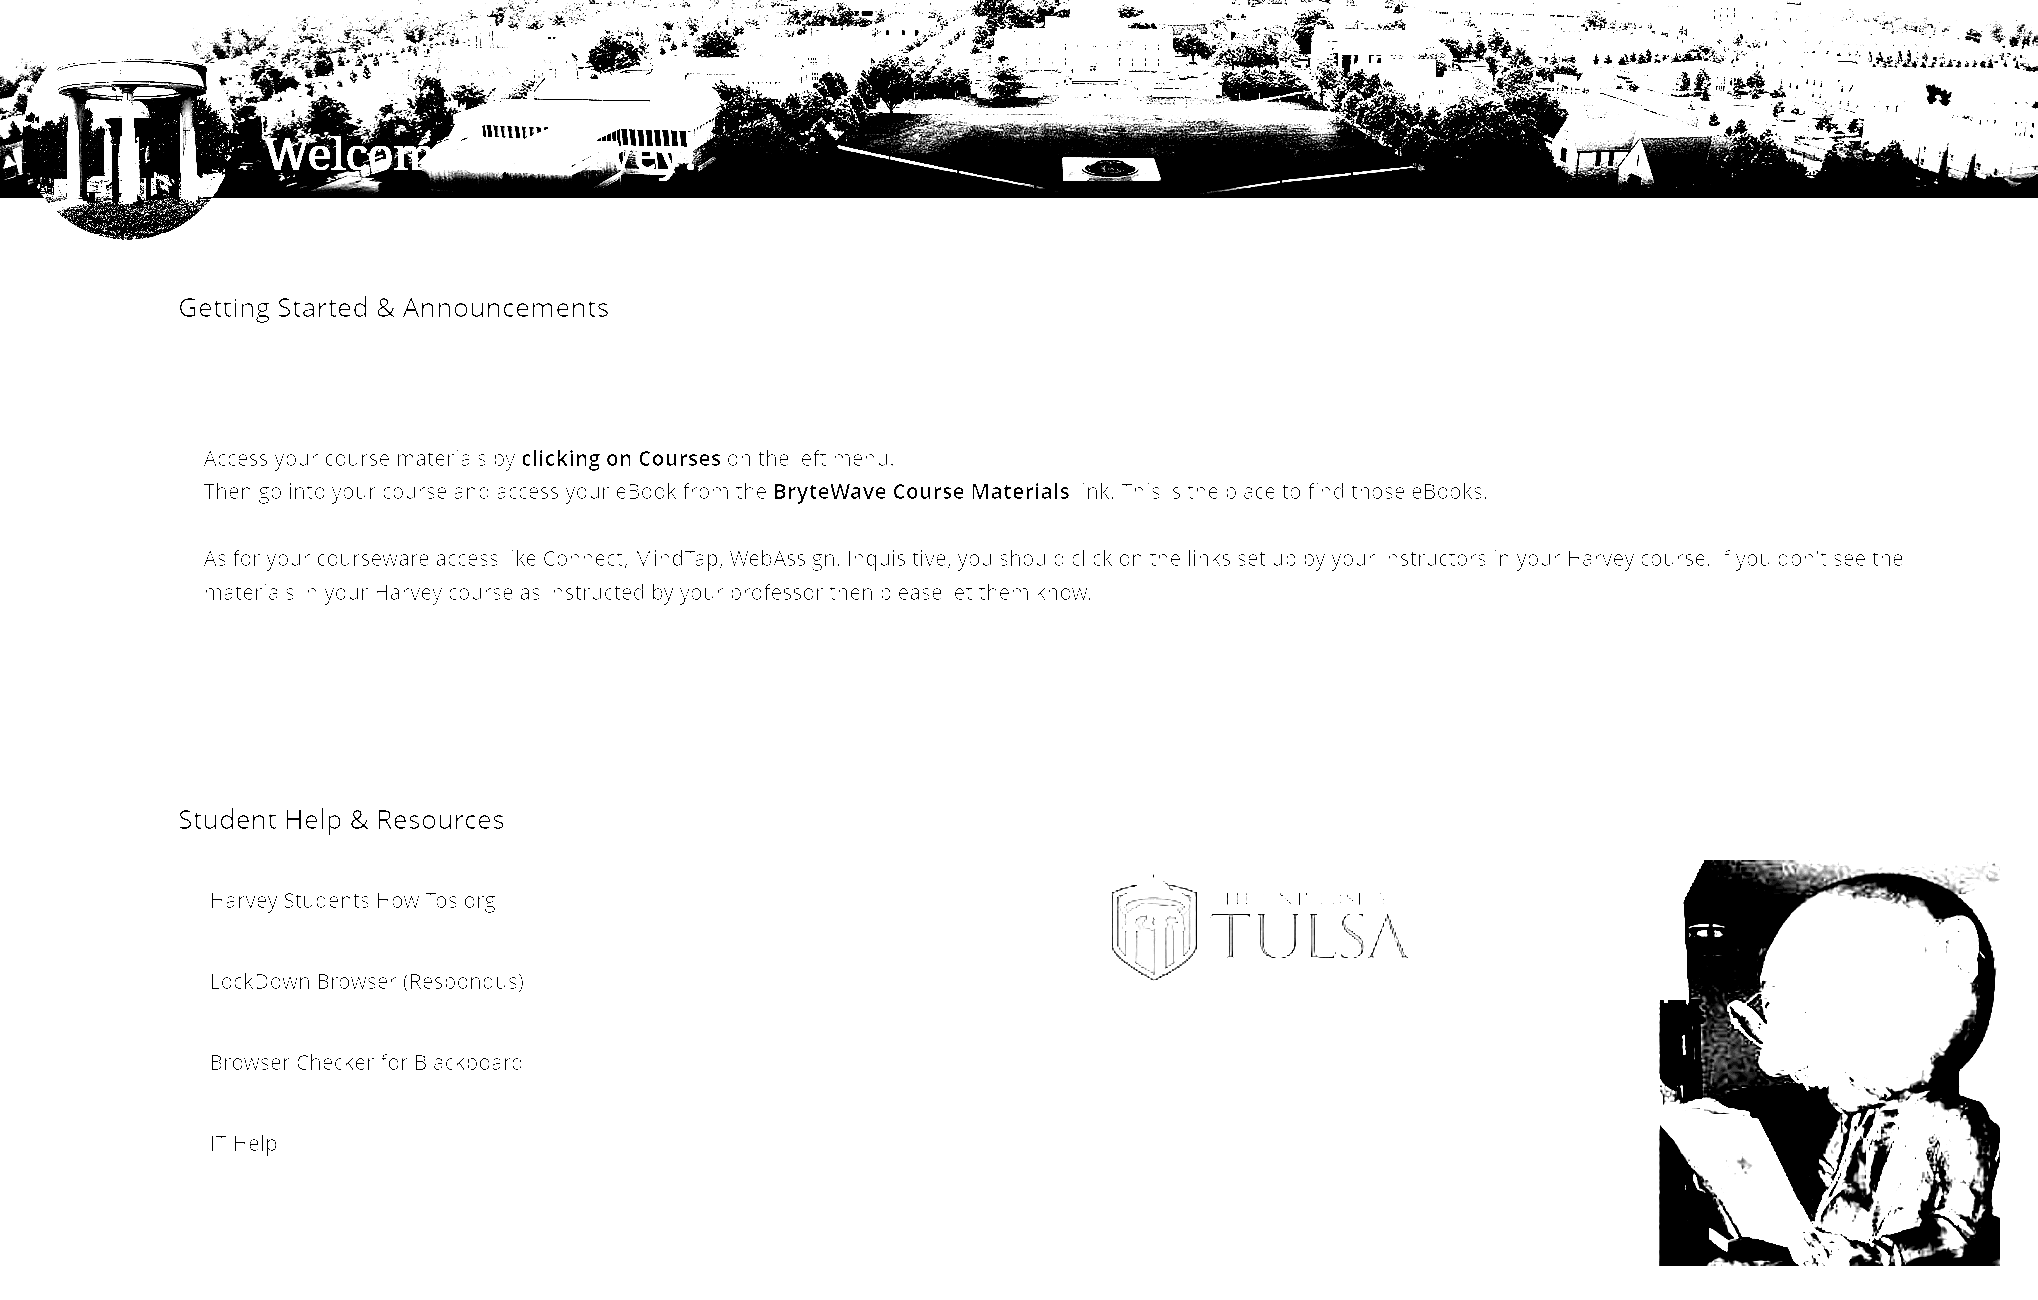 Welcom vey!
Getting Started & Announcements
Access your course materials by clicking on Courses on the left menu.
Then go into your course and access your eBook from the BryteWave Course Materials link. This is the place to find those eBooks.
As for your courseware access like Connect, MindTap, WebAssign, Inquisitive, you should click on the links set up by your instructors in your Harvey course. If you don't see the
materials in your Harvey course as instructed by your professor then please let them know.
Student Help & Resources
Harvey Students How Tos.org
THE UNIVERSITY OF
TULSA
LockDown Browser (Respondus)
Browser Checker for Blackboard
IT Help